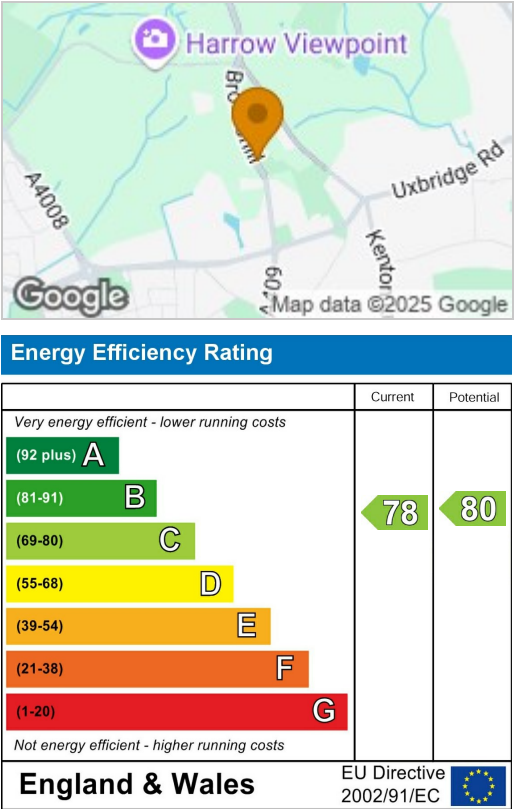 Harrow Viewpoint
A4008
Uxbridge Rd
Google
Map data ©2025 Google
Energy Efficiency Rating
Current
Potential
Very energy efficient - lower running costs
(92 plus) A
(81-91) B
(69-80) C
(55-68) D
(39-54) E
(21-38) F
(1-20) G
78
80
Not energy efficient - higher running costs
England & Wales
EU Directive
2002/91/EC